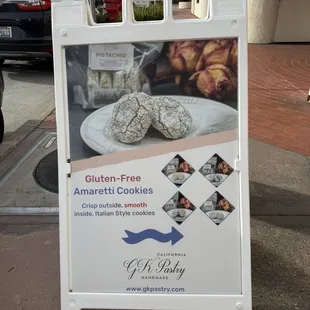 PISTACHIO
Gluten-Free
Amaretti Cookies
Crisp outside, smooth
inside, Italian Style cookies
CALIFORNIA
GK Pastry
HANDMADE
www.gkpastry.com